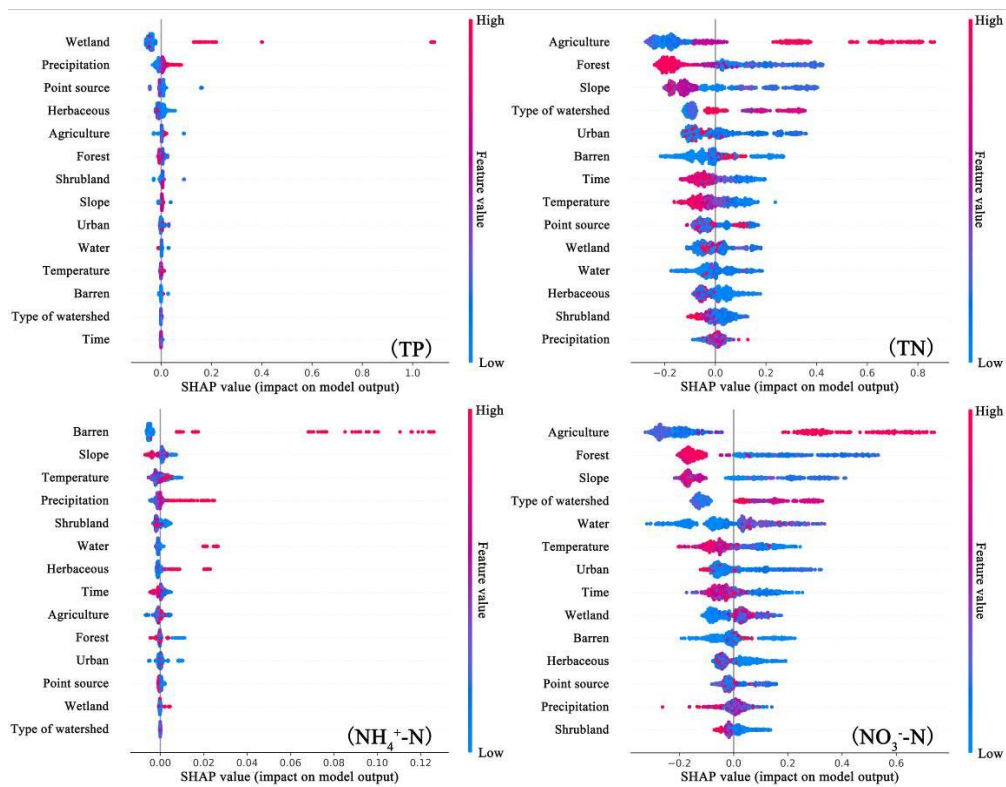 High
Wetland
Precipitation
Point source
Herbaceous
Agriculture
Forest
Shrubland
Slope
Urban
Water
Temperature
Barren
Type of watershed
Time
Feature value
Low
(TP)
0.0 0.2 0.4 0.6 0.8 1.0
SHAP value (impact on model output)
High
Agriculture
Forest
Slope
Type of watershed
Urban
Barren
Time
Temperature
Point source
Wetland
Water
Herbaceous
Shrubland
Precipitation
Feature value
Low
(TN)
−0.2 0.0 0.2 0.4 0.6 0.8
SHAP value (impact on model output)
High
Barren
Slope
Temperature
Precipitation
Shrubland
Water
Herbaceous
Time
Agriculture
Forest
Urban
Point source
Wetland
Type of watershed
Feature value
Low
(NH₄⁺-N)
0.00 0.02 0.04 0.06 0.08 0.10 0.12
SHAP value (impact on model output)
High
Agriculture
Forest
Slope
Type of watershed
Water
Temperature
Urban
Time
Wetland
Barren
Herbaceous
Point source
Precipitation
Shrubland
Feature value
Low
(NO₃⁻-N)
−0.2 0.0 0.2 0.4 0.6
SHAP value (impact on model output)